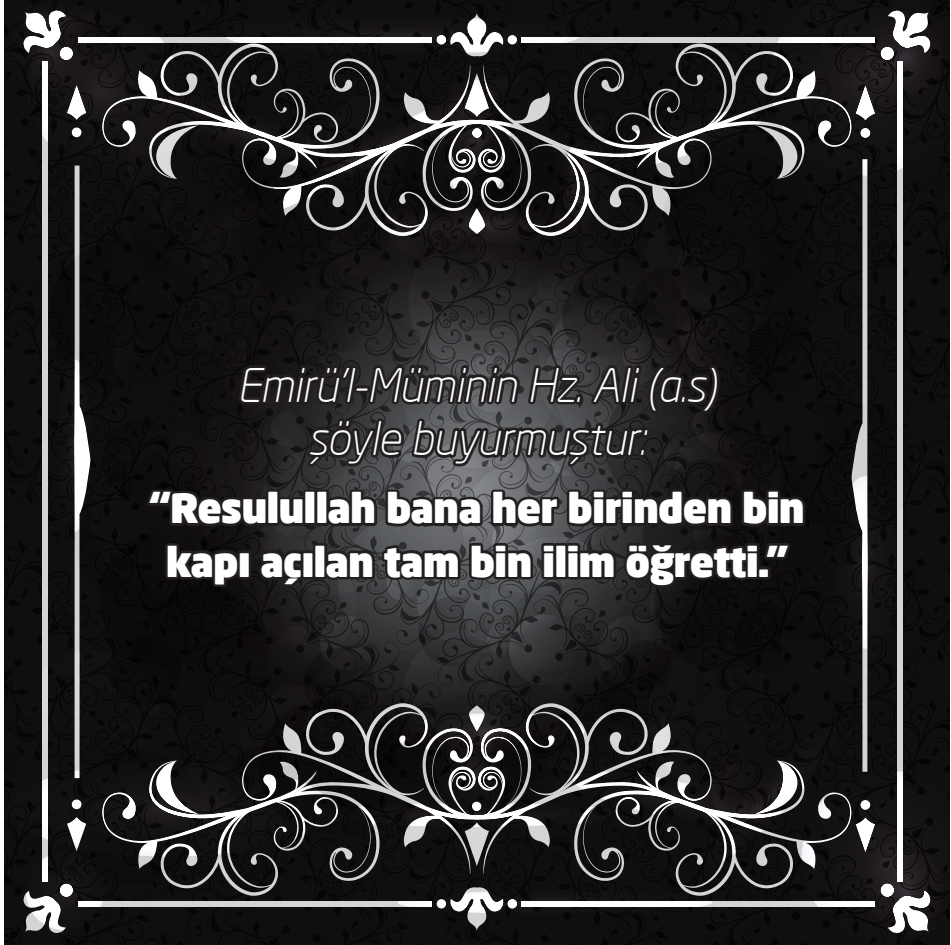 Emirü’l-Müminin Hz. Ali (a.s)
şöyle buyurmuştur:
“Resulullah bana her birinden bin
kapı açılan tam bin ilim öğretti.”